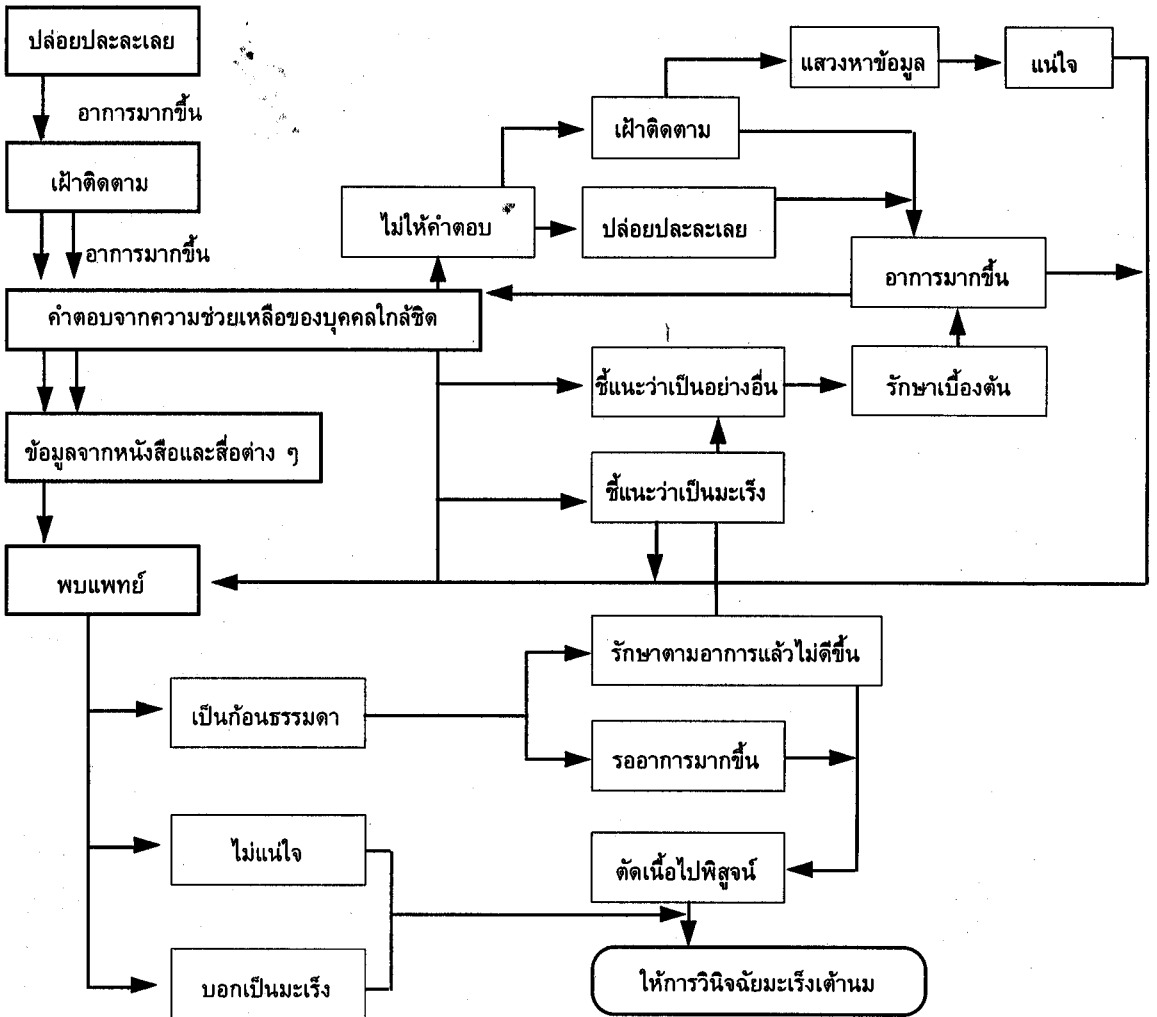 ปล่อยปละละเลย
อาการมากขึ้น
เฝ้าติดตาม
อาการมากขึ้น
คำตอบจากความช่วยเหลือของบุคคลใกล้ชิด
ข้อมูลจากหนังสือและสื่อต่าง ๆ
พบแพทย์
แสวงหาข้อมูล
แน่ใจ
เฝ้าติดตาม
ไม่ให้คำตอบ
ปล่อยปละละเลย
อาการมากขึ้น
ชี้แนะว่าเป็นอย่างอื่น
รักษาเบื้องต้น
ชี้แนะว่าเป็นมะเร็ง
รักษาตามอาการแล้วไม่ดีขึ้น
เป็นก้อนธรรมดา
รออาการมากขึ้น
ไม่แน่ใจ
ตัดเนื้อไปพิสูจน์
บอกเป็นมะเร็ง
ให้การวินิจฉัยมะเร็งเต้านม